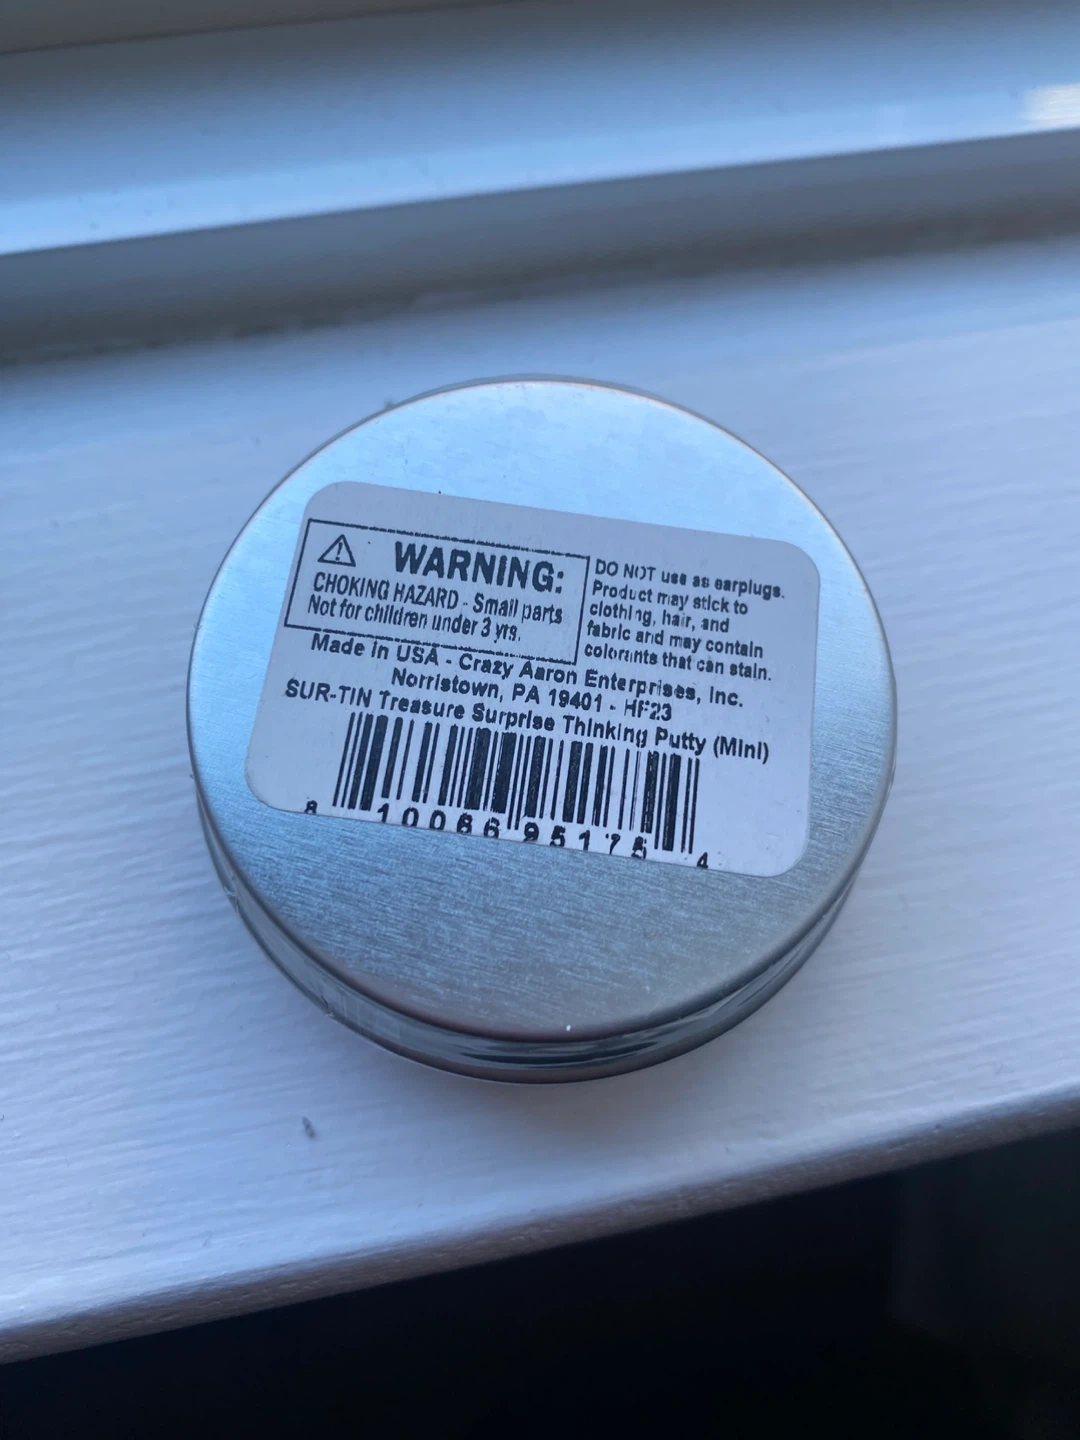 WARNING:
CHOKING HAZARD - Small parts
Not for children under 3 yrs.
DO NOT use as earplugs.
Product may stick to
clothing, hair, and
fabric and may contain
colorants that can stain.
Made in USA - Crazy Aaron Enterprises, Inc.
Norristown, PA 19401 - HF23
SUR-TIN Treasure Surprise Thinking Putty (Mini)
8 10066 95175 4